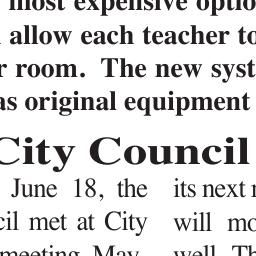 most expensive optio
allow each teacher to
r room. The new syst
as original equipment
City Council
June 18, the
cil met at City
meeting, May
its next r
will mo
well. Th